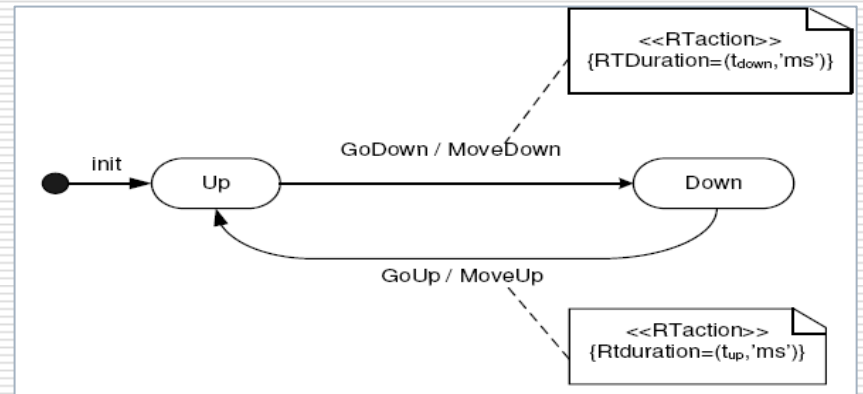 <<RTaction>>
{RTDuration=(tdown,'ms')}
GoDown / MoveDown
init
Up
Down
GoUp / MoveUp
<<RTaction>>
{Rtduration=(tup,'ms')}